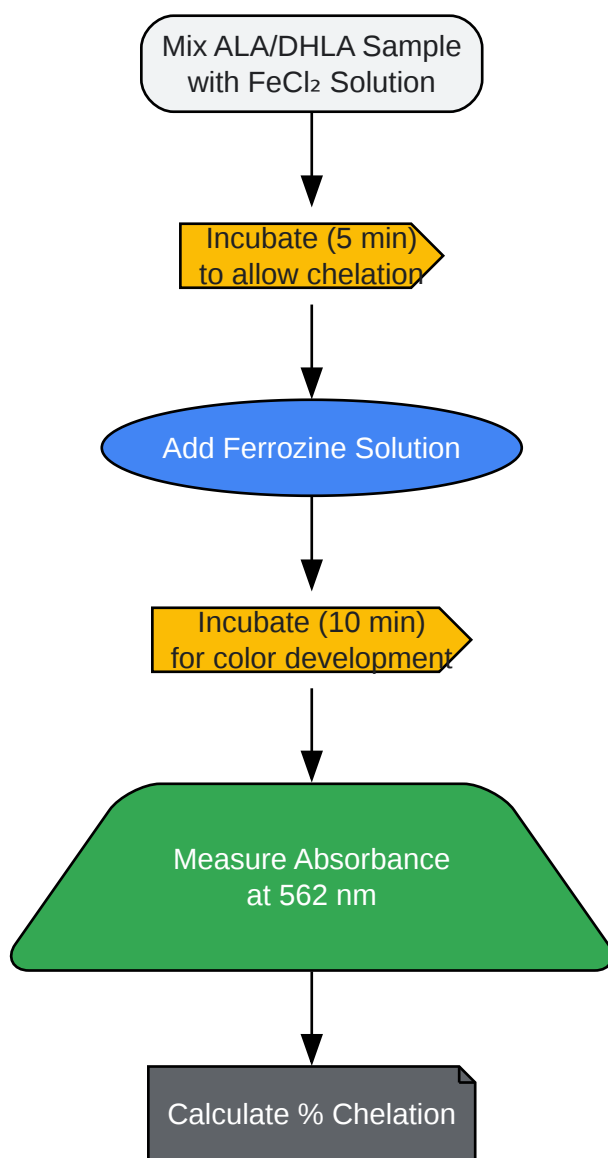 Mix ALA/DHLA Sample
with FeCl₂ Solution
Incubate (5 min)
to allow chelation
Add Ferrozine Solution
Incubate (10 min)
for color development
Measure Absorbance
at 562 nm
Calculate % Chelation